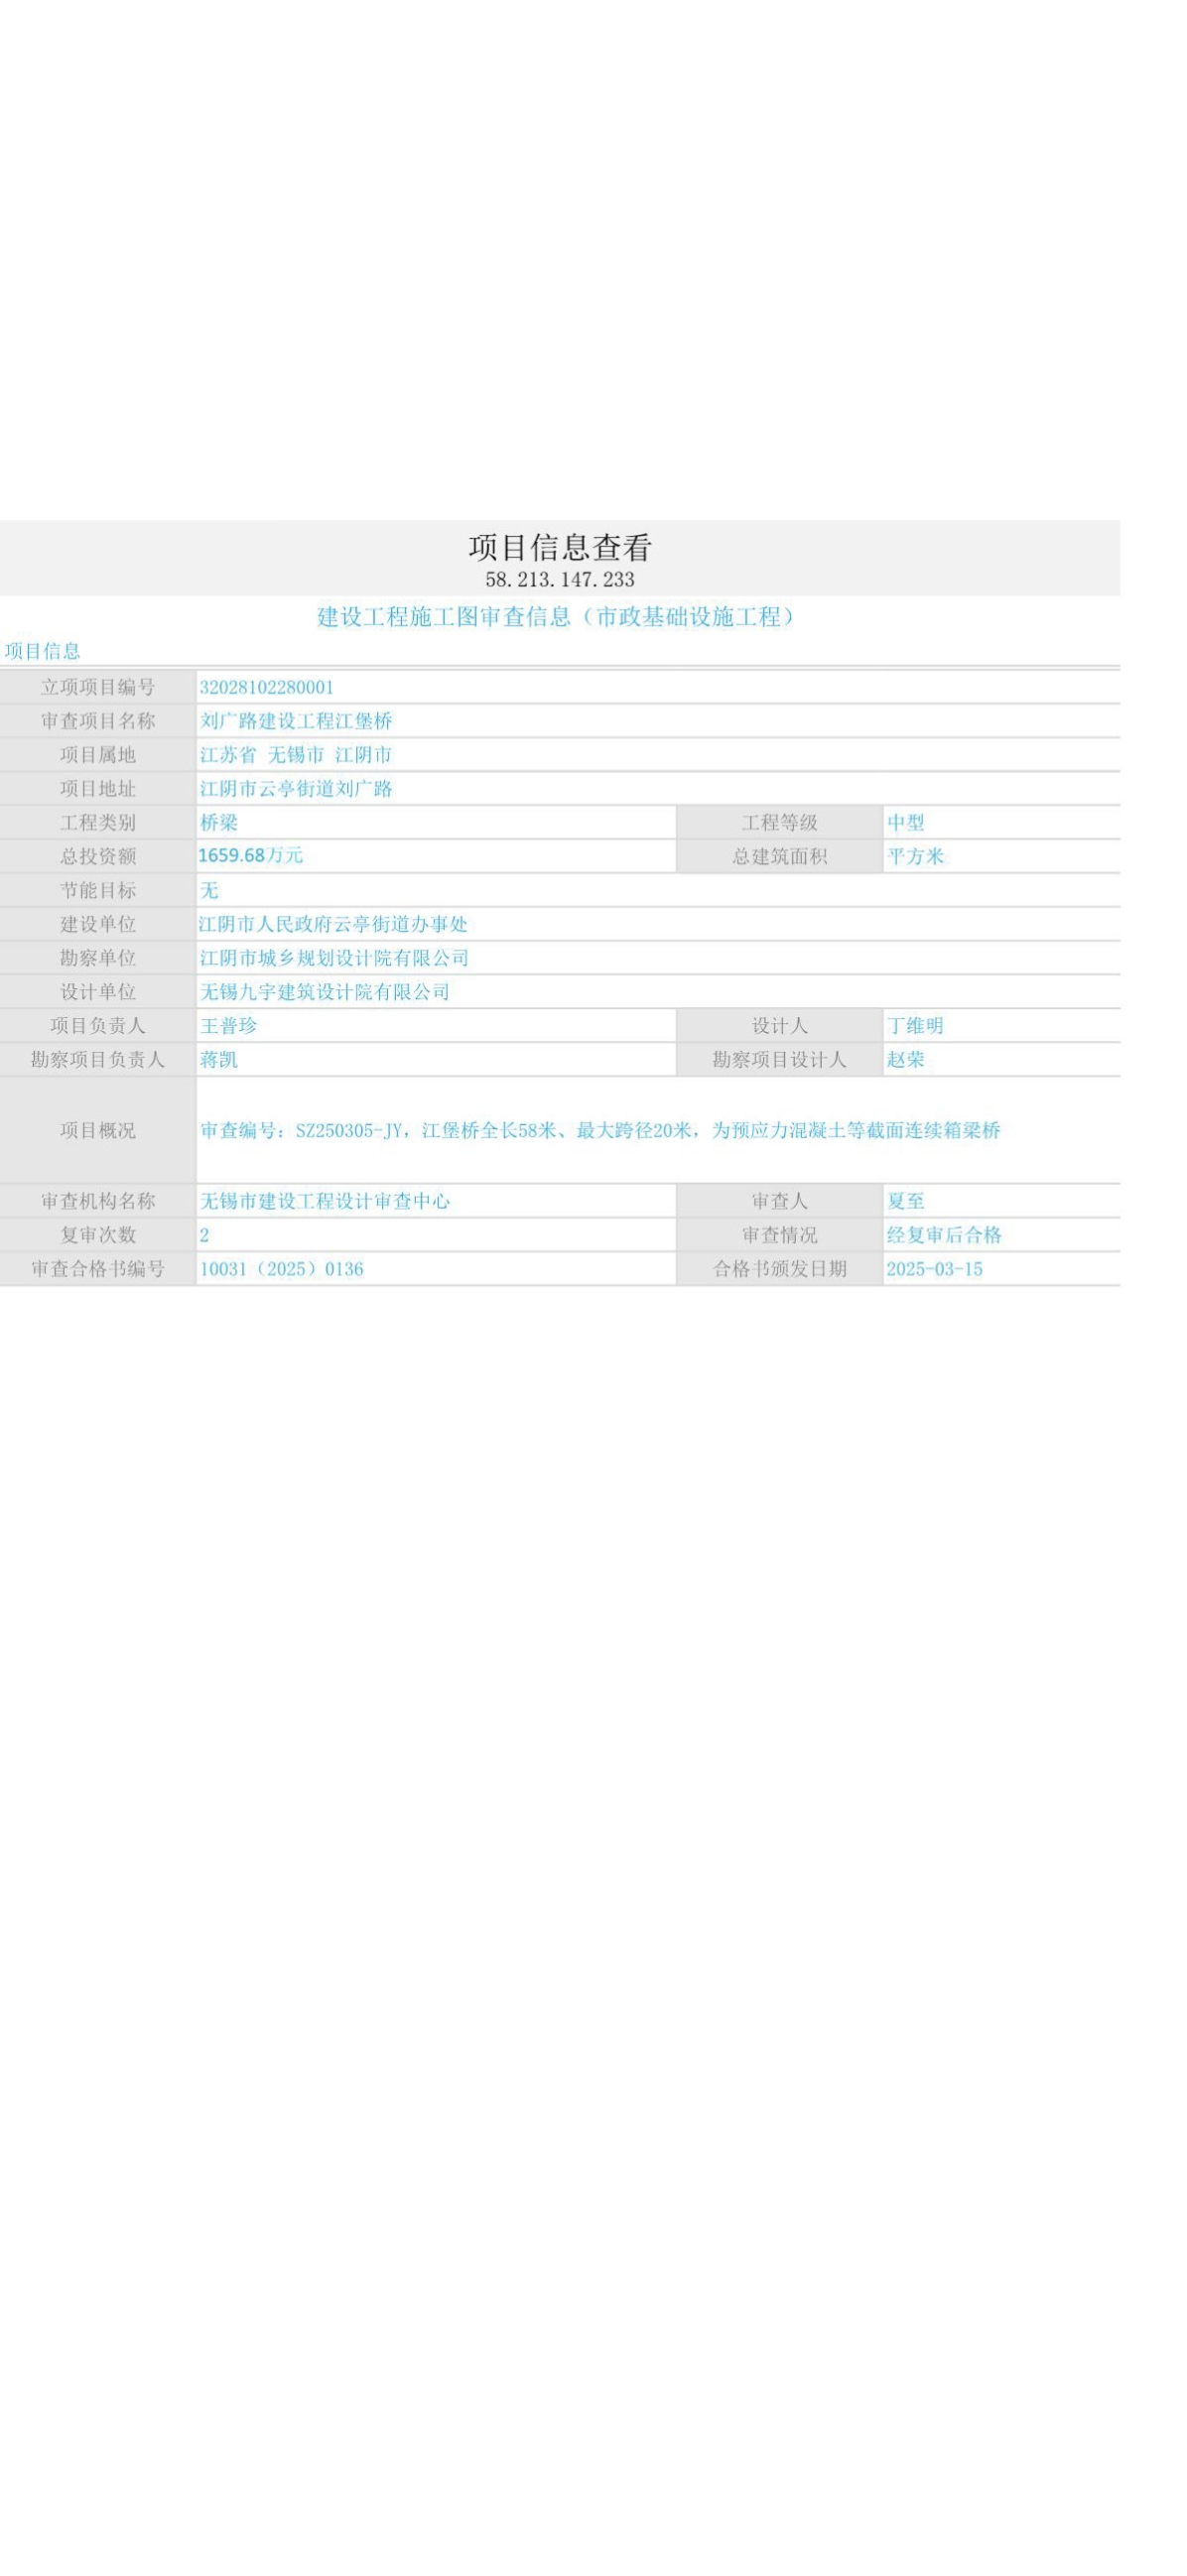 项目信息查看
58.213.147.233
建设工程施工图审查信息（市政基础设施工程）
项目信息
立项项目编号 32028102280001
审查项目名称 刘广路建设工程江堡桥
项目属地 江苏省 无锡市 江阴市
项目地址 江阴市云亭街道刘广路
工程类别 桥梁 工程等级 中型
总投资额 1659.68万元 总建筑面积 平方米
节能目标 无
建设单位 江阴市人民政府云亭街道办事处
勘察单位 江阴市城乡规划设计院有限公司
设计单位 无锡九宇建筑设计院有限公司
项目负责人 王普珍 设计人 丁维明
勘察项目负责人 蒋凯 勘察项目设计人 赵荣
项目概况 审查编号：SZ250305-JY，江堡桥全长58米、最大跨径20米，为预应力混凝土等截面连续箱梁桥
审查机构名称 无锡市建设工程设计审查中心 审查人 夏至
复审次数 2 审查情况 经复审后合格
审查合格书编号 10031（2025）0136 合格书颁发日期 2025-03-15